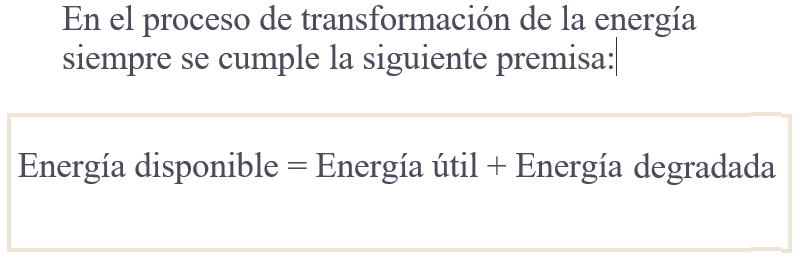 En el proceso de transformación de la energía
siempre se cumple la siguiente premisa:
Energía disponible = Energía útil + Energía degradada